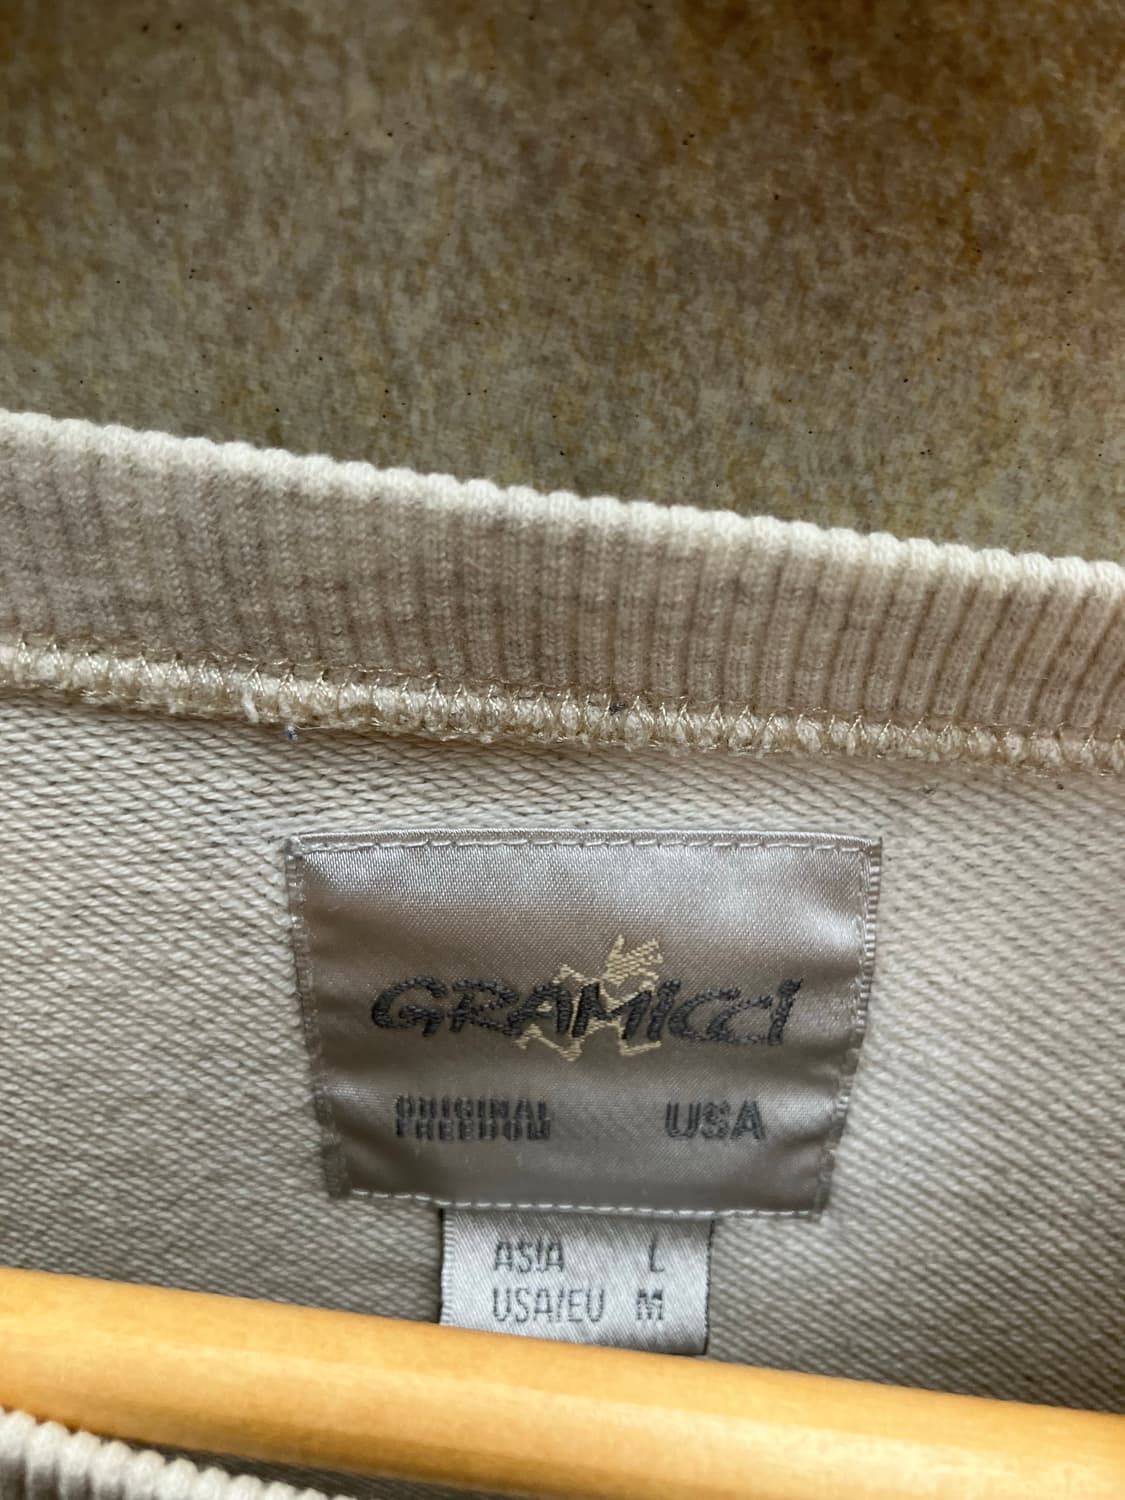 GRAMICCI
ORIGINAL USA
FREEDOM
ASIA L
USA/EU M